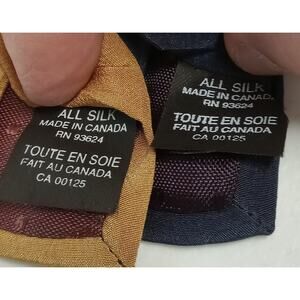 ALL SILK
MADE IN CANADA
RN 93624
TOUTE EN SOIE
FAIT AU CANADA
CA 00125
ALL SILK
MADE IN CANAD
RN 93624
TOUTE EN SOIE
FAIT AU CANADA
CA 00125